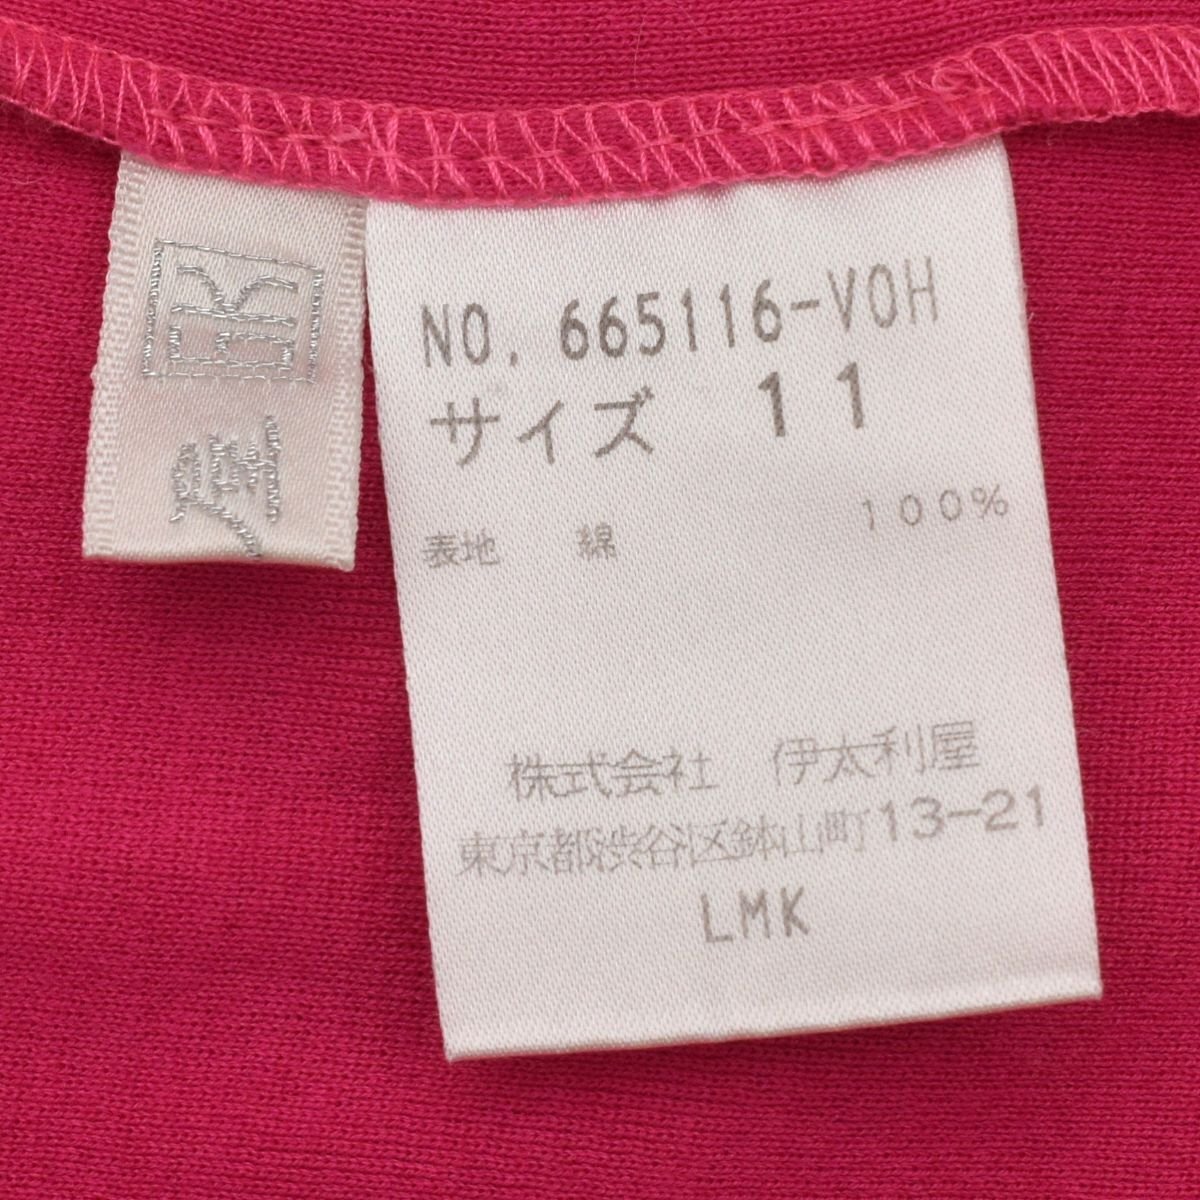 NO. 665116-VOH
サイズ 11
表地 綿 100%
株式会社 伊太利屋
東京都渋谷区鉢山町13-21
LMK